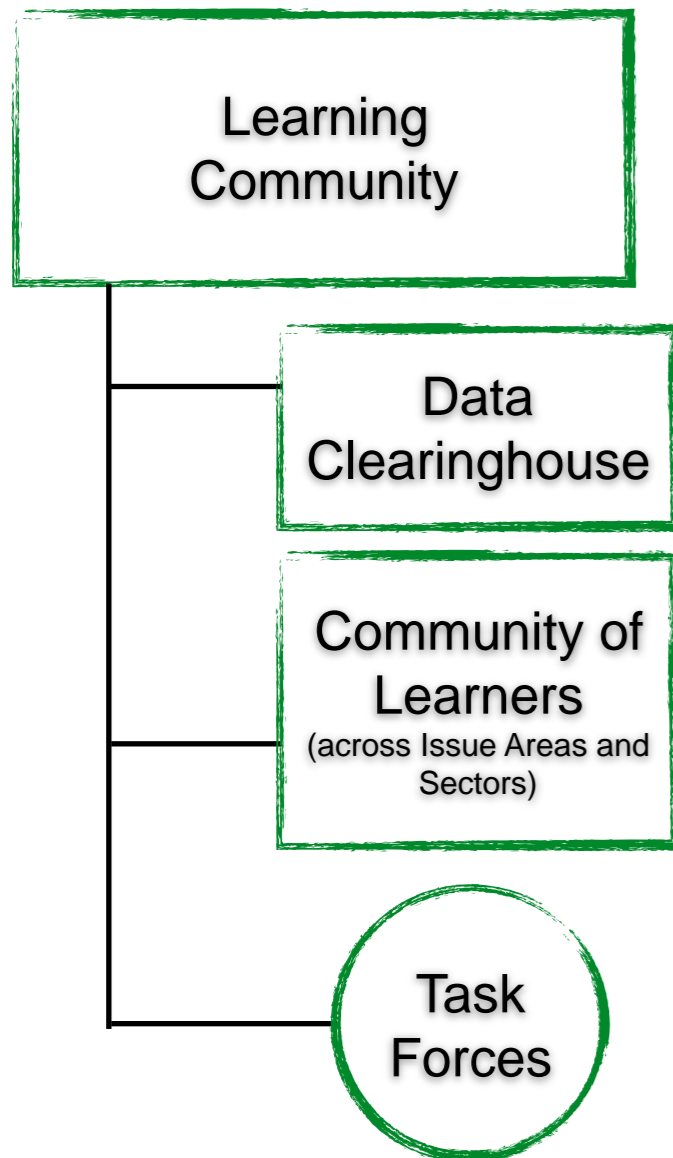 Learning
Community
Data
Clearinghouse
Community of
Learners
(across Issue Areas and
Sectors)
Task
Forces